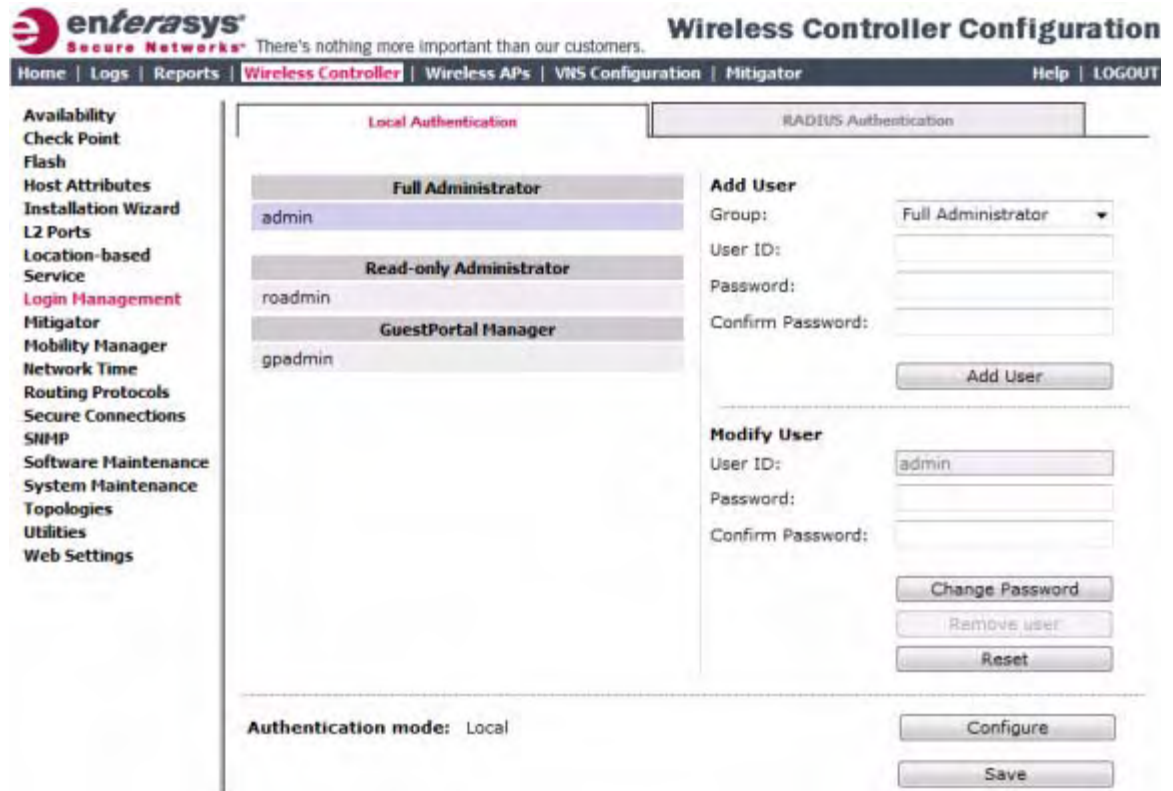 enterasys
Secure Networks
There's nothing more important than our customers.
Wireless Controller Configuration
Home | Logs | Reports | Wireless Controller | Wireless APs | VNS Configuration | Mitigator
Help | LOGOUT
Availability
Check Point
Flash
Host Attributes
Installation Wizard
L2 Ports
Location-based
Service
Login Management
Mitigator
Mobility Manager
Network Time
Routing Protocols
Secure Connections
SNMP
Software Maintenance
System Maintenance
Topologies
Utilities
Web Settings
Local Authentication
RADIUS Authentication
Full Administrator
admin
Read-only Administrator
roadmin
GuestPortal Manager
gpadmin
Add User
Group: Full Administrator
User ID:
Password:
Confirm Password:
Add User
Modify User
User ID: admin
Password:
Confirm Password:
Change Password
Remove user
Reset
Authentication mode: Local
Configure
Save